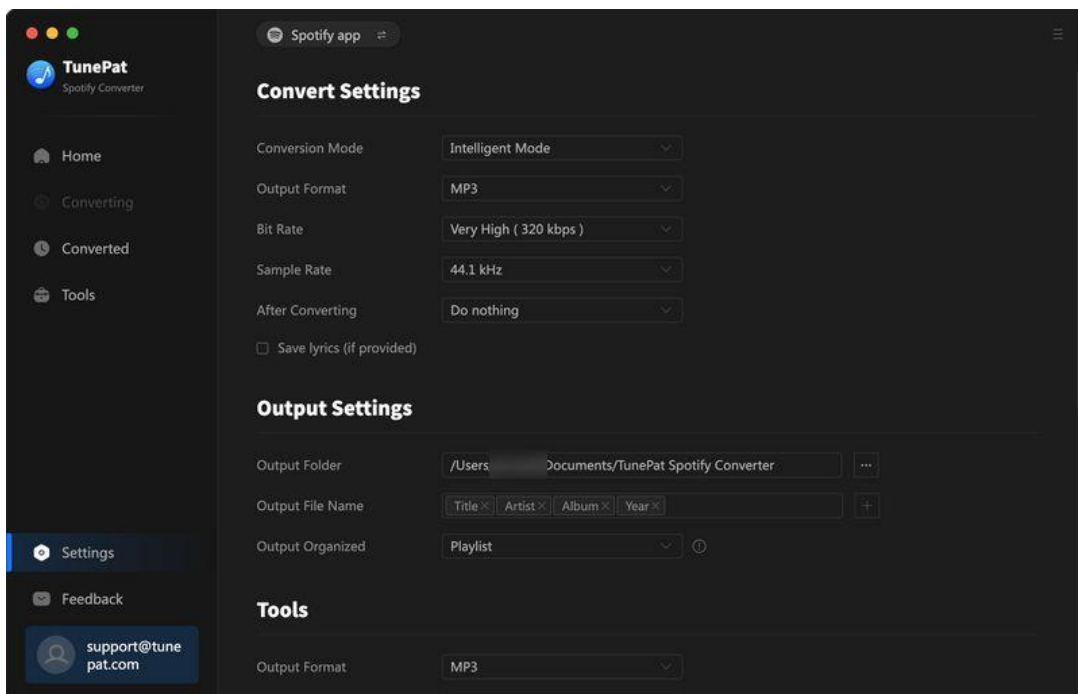 Spotify app
TunePat
Spotify Converter
Home
Converting
Converted
Tools
Settings
Feedback
support@tune
pat.com
Convert Settings
Conversion Mode Intelligent Mode
Output Format MP3
Bit Rate Very High ( 320 kbps )
Sample Rate 44.1 kHz
After Converting Do nothing
Save lyrics (if provided)
Output Settings
Output Folder /Users/ Documents/TunePat Spotify Converter ...
Output File Name Title × Artist × Album × Year × +
Output Organized Playlist
Tools
Output Format MP3